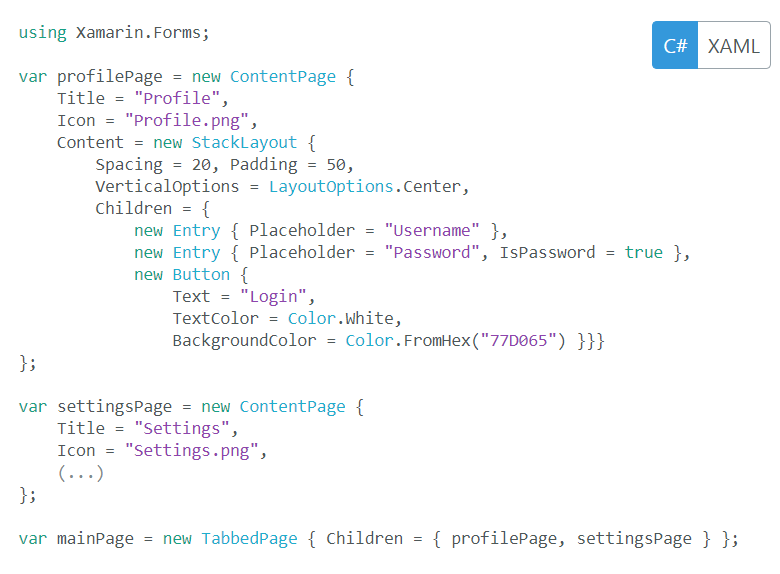 using Xamarin.Forms;
C# XAML
var profilePage = new ContentPage {
    Title = "Profile",
    Icon = "Profile.png",
    Content = new StackLayout {
        Spacing = 20, Padding = 50,
        VerticalOptions = LayoutOptions.Center,
        Children = {
            new Entry { Placeholder = "Username" },
            new Entry { Placeholder = "Password", IsPassword = true },
            new Button {
                Text = "Login",
                TextColor = Color.White,
                BackgroundColor = Color.FromHex("77D065") }}}
};
var settingsPage = new ContentPage {
    Title = "Settings",
    Icon = "Settings.png",
    (...)
};
var mainPage = new TabbedPage { Children = { profilePage, settingsPage } };